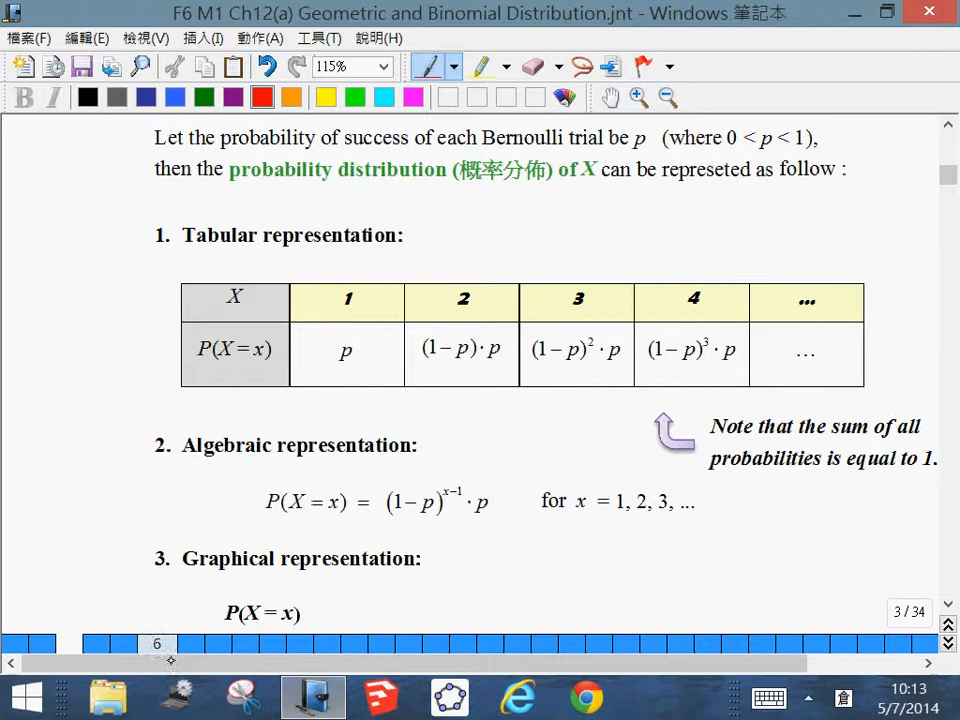 F6 M1 Ch12(a) Geometric and Binomial Distribution.jnt - Windows 筆記本
檔案(F) 編輯(E) 檢視(V) 插入(I) 動作(A) 工具(T) 說明(H)
115%
B I
Let the probability of success of each Bernoulli trial be p (where 0 < p < 1),
then the probability distribution (概率分佈) of X can be represeted as follow :
1. Tabular representation:
X 1 2 3 4 ...
P(X = x) p (1 − p) · p (1 − p)² · p (1 − p)³ · p …
Note that the sum of all
probabilities is equal to 1.
2. Algebraic representation:
P(X = x) = (1 − p)^{x−1} · p for x = 1, 2, 3, ...
3. Graphical representation:
P(X = x)
3 / 34
6
倉
10:13
5/7/2014